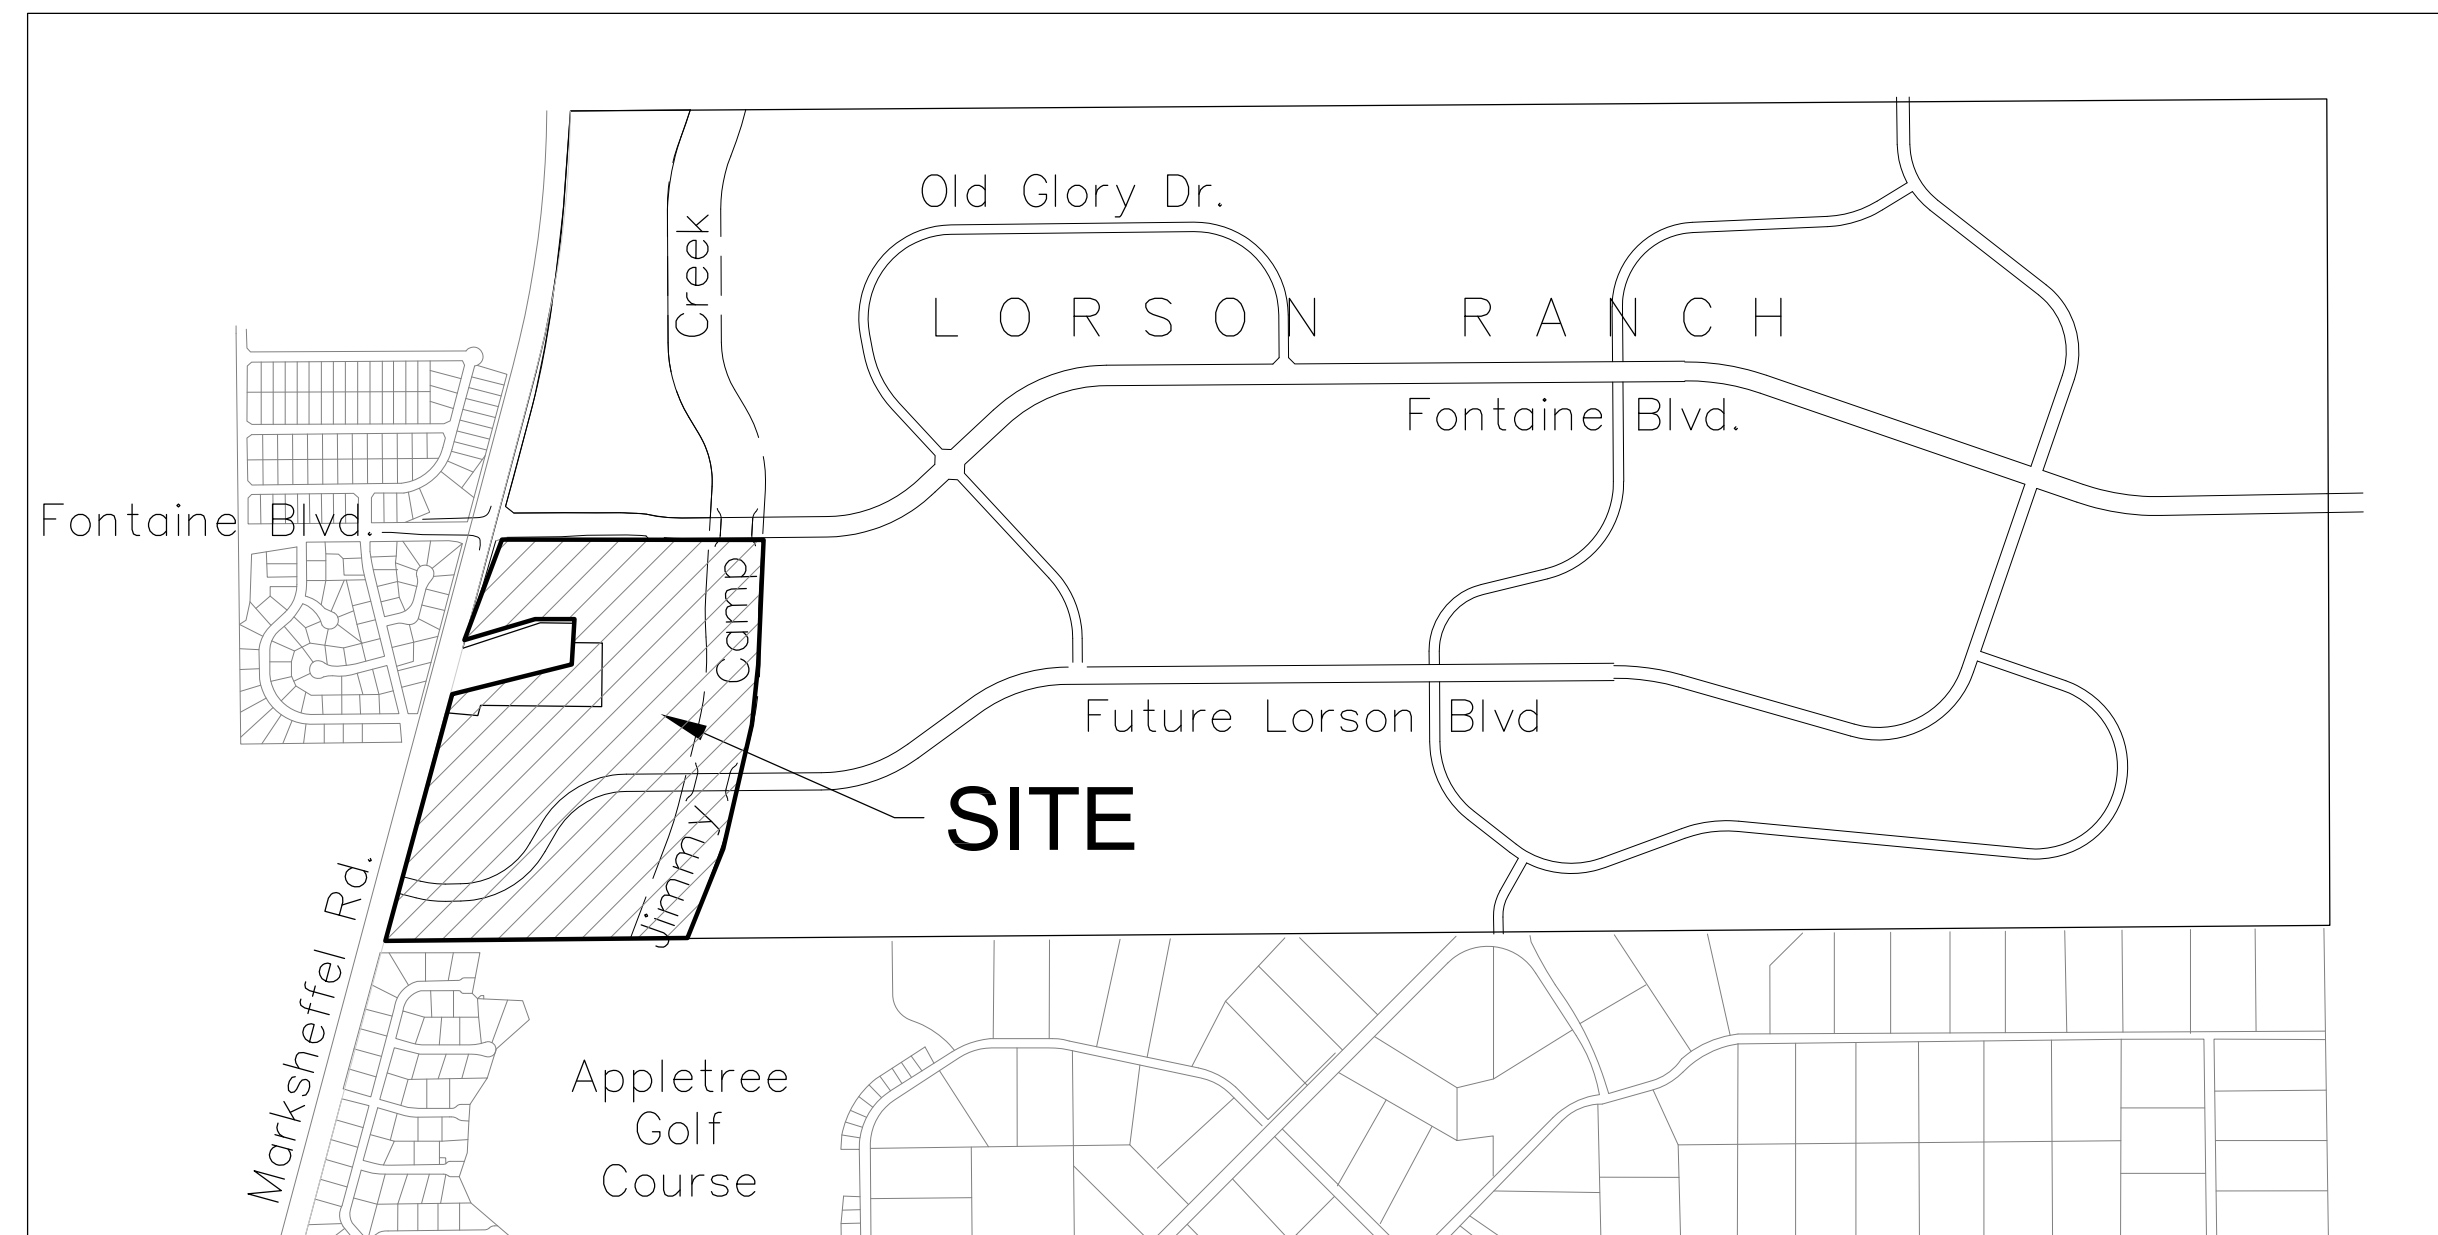 Old Glory Dr.
Creek
LORSON RANCH
Fontaine Blvd.
Fontaine Blvd.
Camp
Future Lorson Blvd
SITE
Jimmy
Marksheffel Rd.
Appletree
Golf
Course